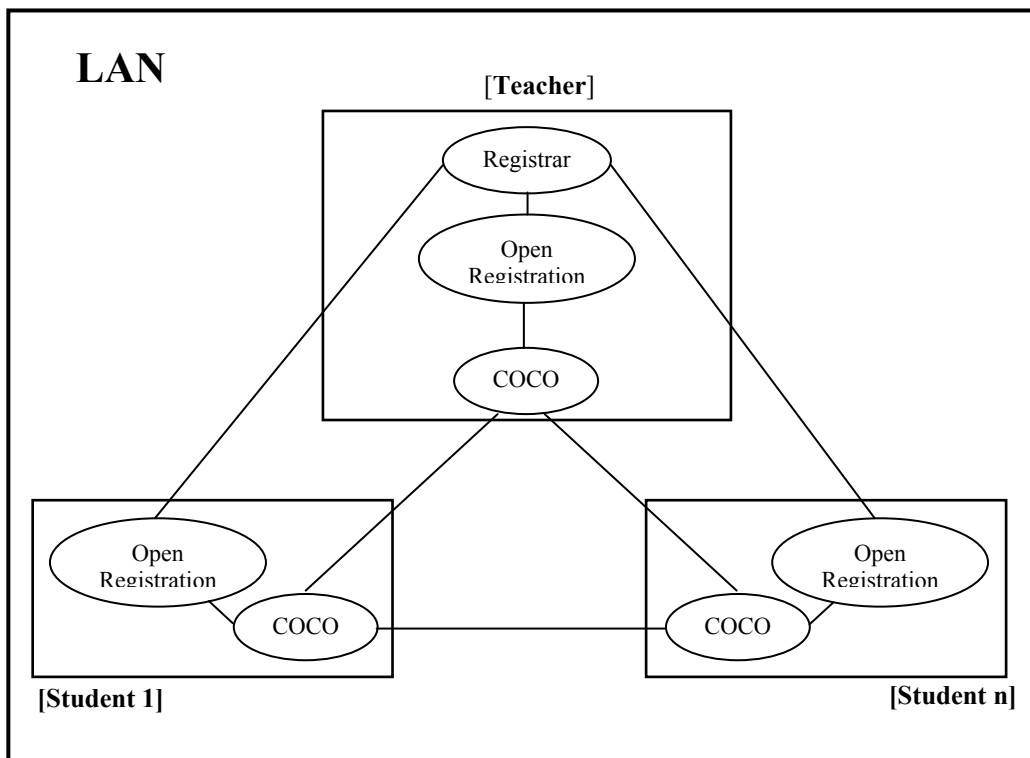 LAN
[Teacher]
Registrar
Open
Registration
COCO
Open
Registration
COCO
[Student 1]
Open
Registration
COCO
[Student n]